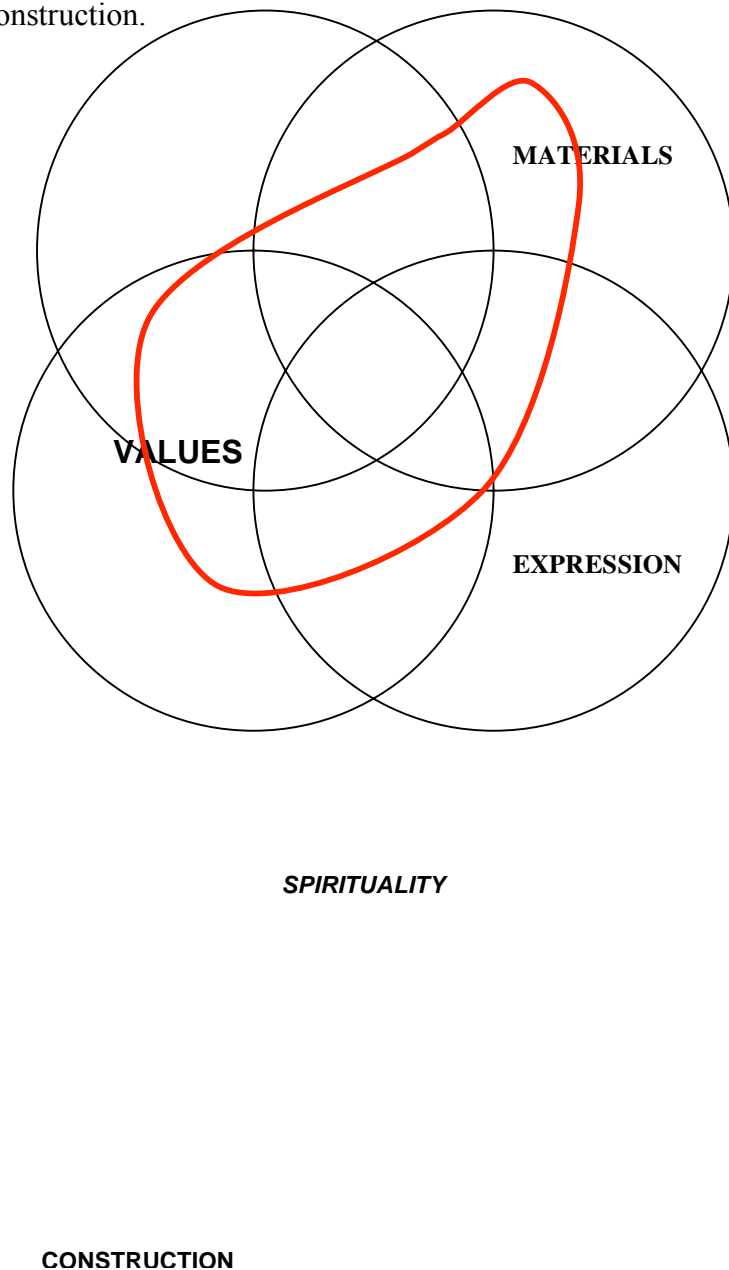 onstruction.
MATERIALS
VALUES
EXPRESSION
SPIRITUALITY
CONSTRUCTION